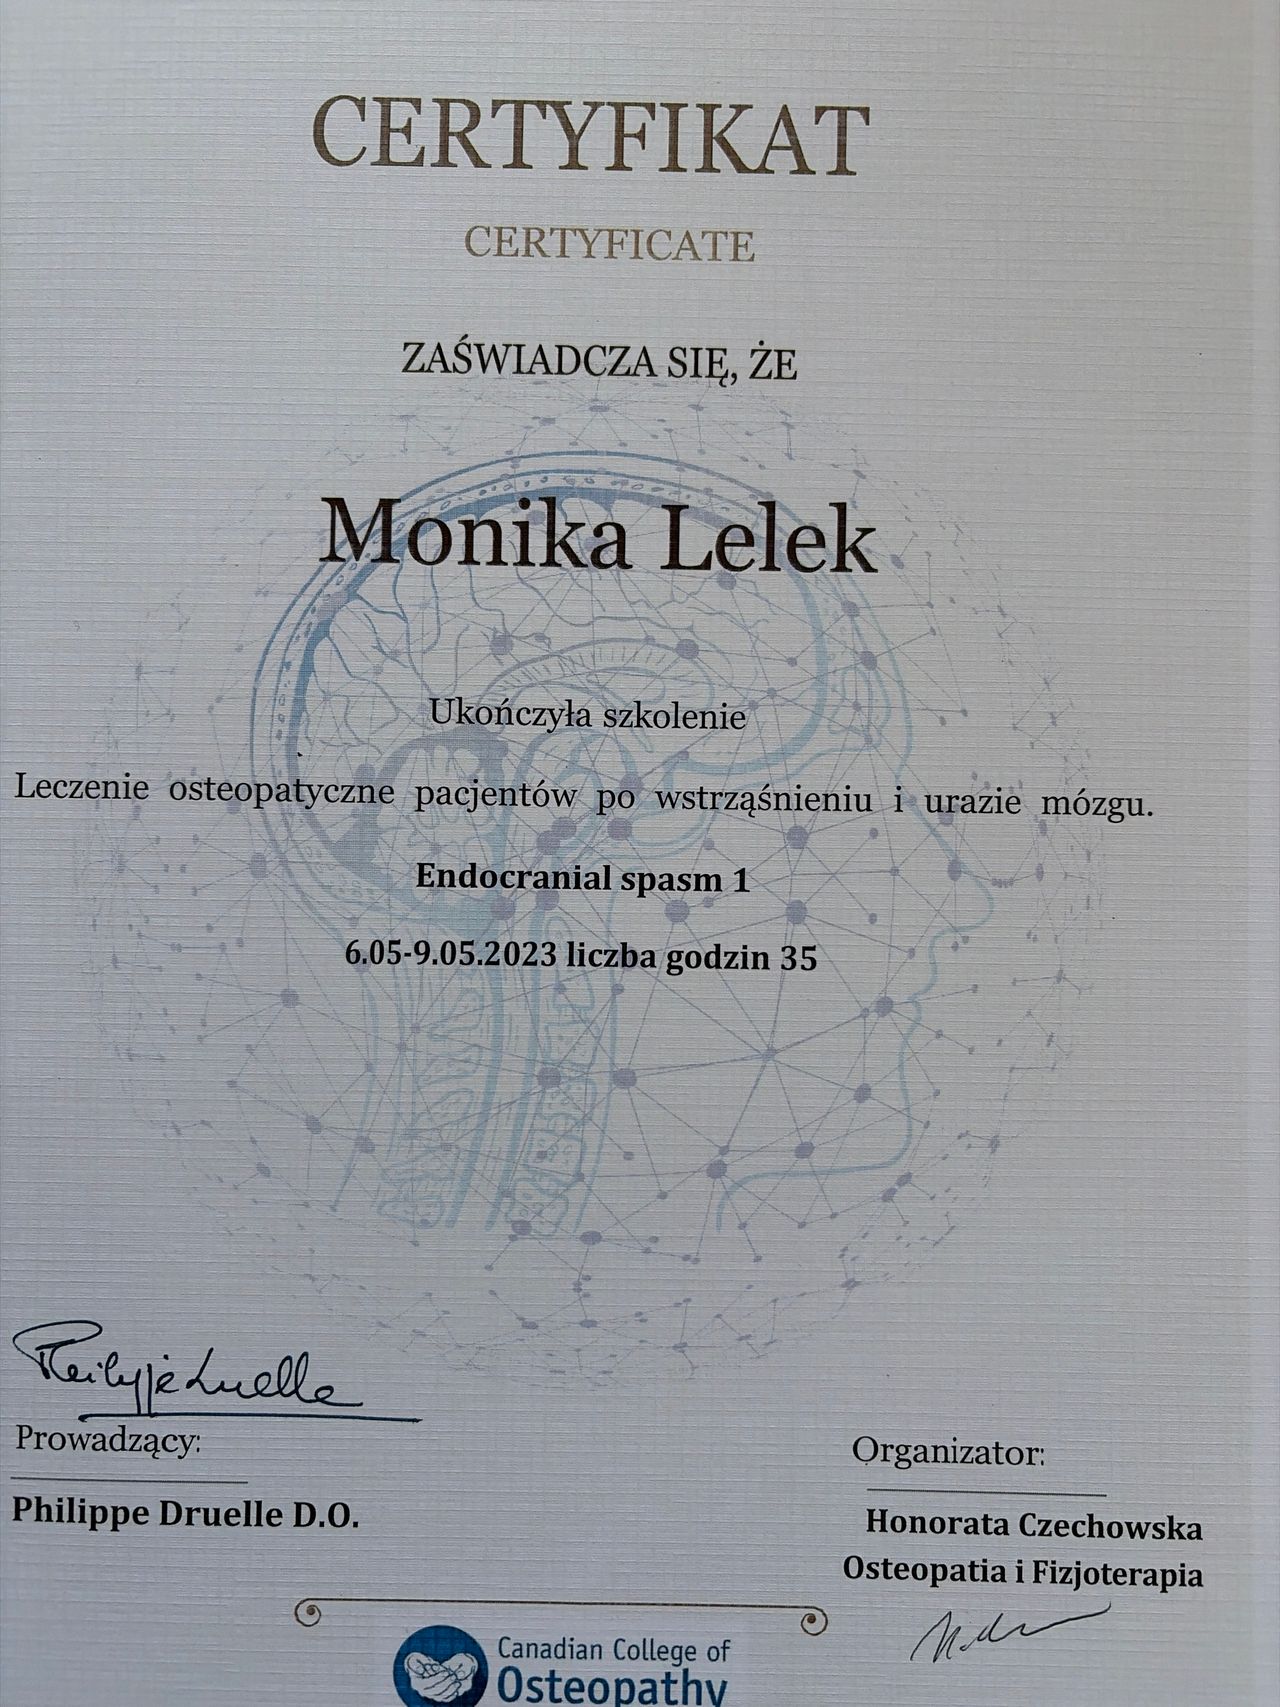 CERTYFIKAT
CERTYFICATE
ZAŚWIADCZA SIĘ, ŻE
Monika Lelek
Ukończyła szkolenie
Leczenie osteopatyczne pacjentów po wstrząśnieniu i urazie mózgu.
Endocranial spasm 1
6.05-9.05.2023 liczba godzin 35
Prowadzący:
Philippe Druelle D.O.
Organizator:
Honorata Czechowska
Osteopatia i Fizjoterapia
Canadian College of
Osteopathy